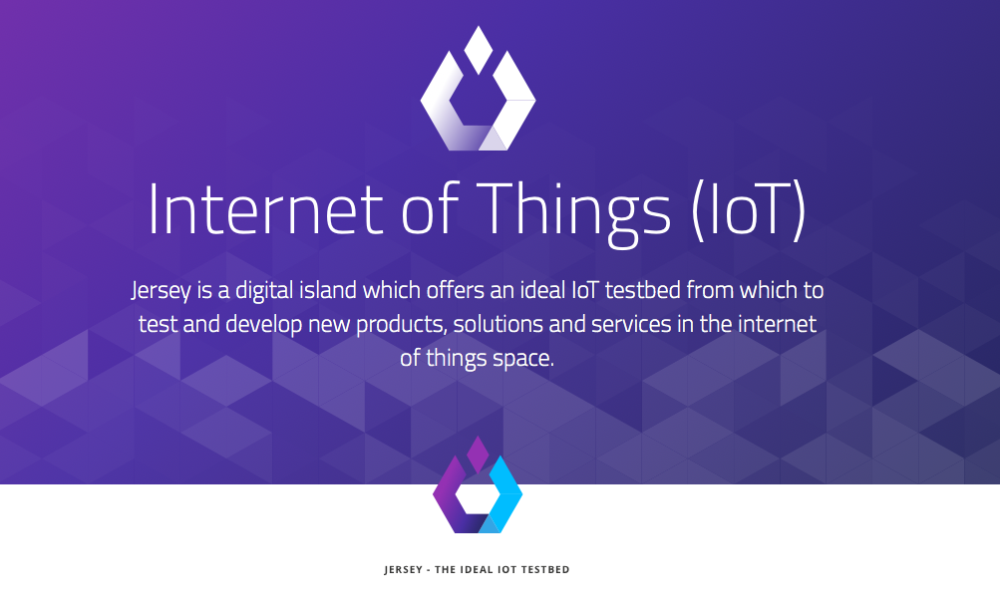 Internet of Things (IoT)
Jersey is a digital island which offers an ideal IoT testbed from which to
test and develop new products, solutions and services in the internet
of things space.
JERSEY - THE IDEAL IOT TESTBED